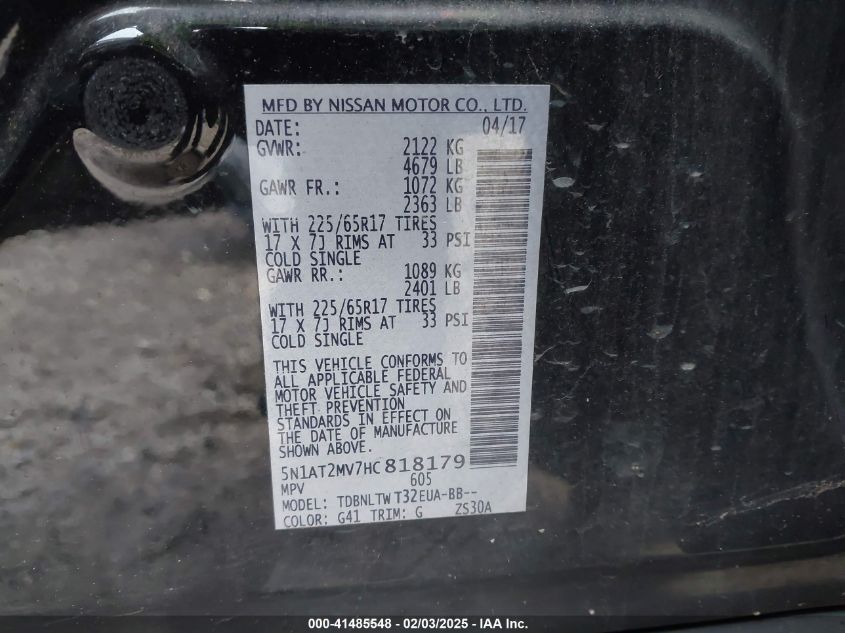 MFD BY NISSAN MOTOR CO., LTD.
DATE: 04/17
GVWR: 2122 KG
4679 LB
GAWR FR.: 1072 KG
2363 LB
WITH 225/65R17 TIRES
17 X 7J RIMS AT 33 PSI
COLD SINGLE
GAWR RR.: 1089 KG
2401 LB
WITH 225/65R17 TIRES
17 X 7J RIMS AT 33 PSI
COLD SINGLE
THIS VEHICLE CONFORMS TO
ALL APPLICABLE FEDERAL
MOTOR VEHICLE SAFETY AND
THEFT PREVENTION
STANDARDS IN EFFECT ON
THE DATE OF MANUFACTURE
SHOWN ABOVE.
5N1AT2MV7HC818179
MPV 605
MODEL: TDBNLTW T32EUA-BB--
COLOR: G41 TRIM: G ZS30A
000-41485548 - 02/03/2025 - IAA Inc.